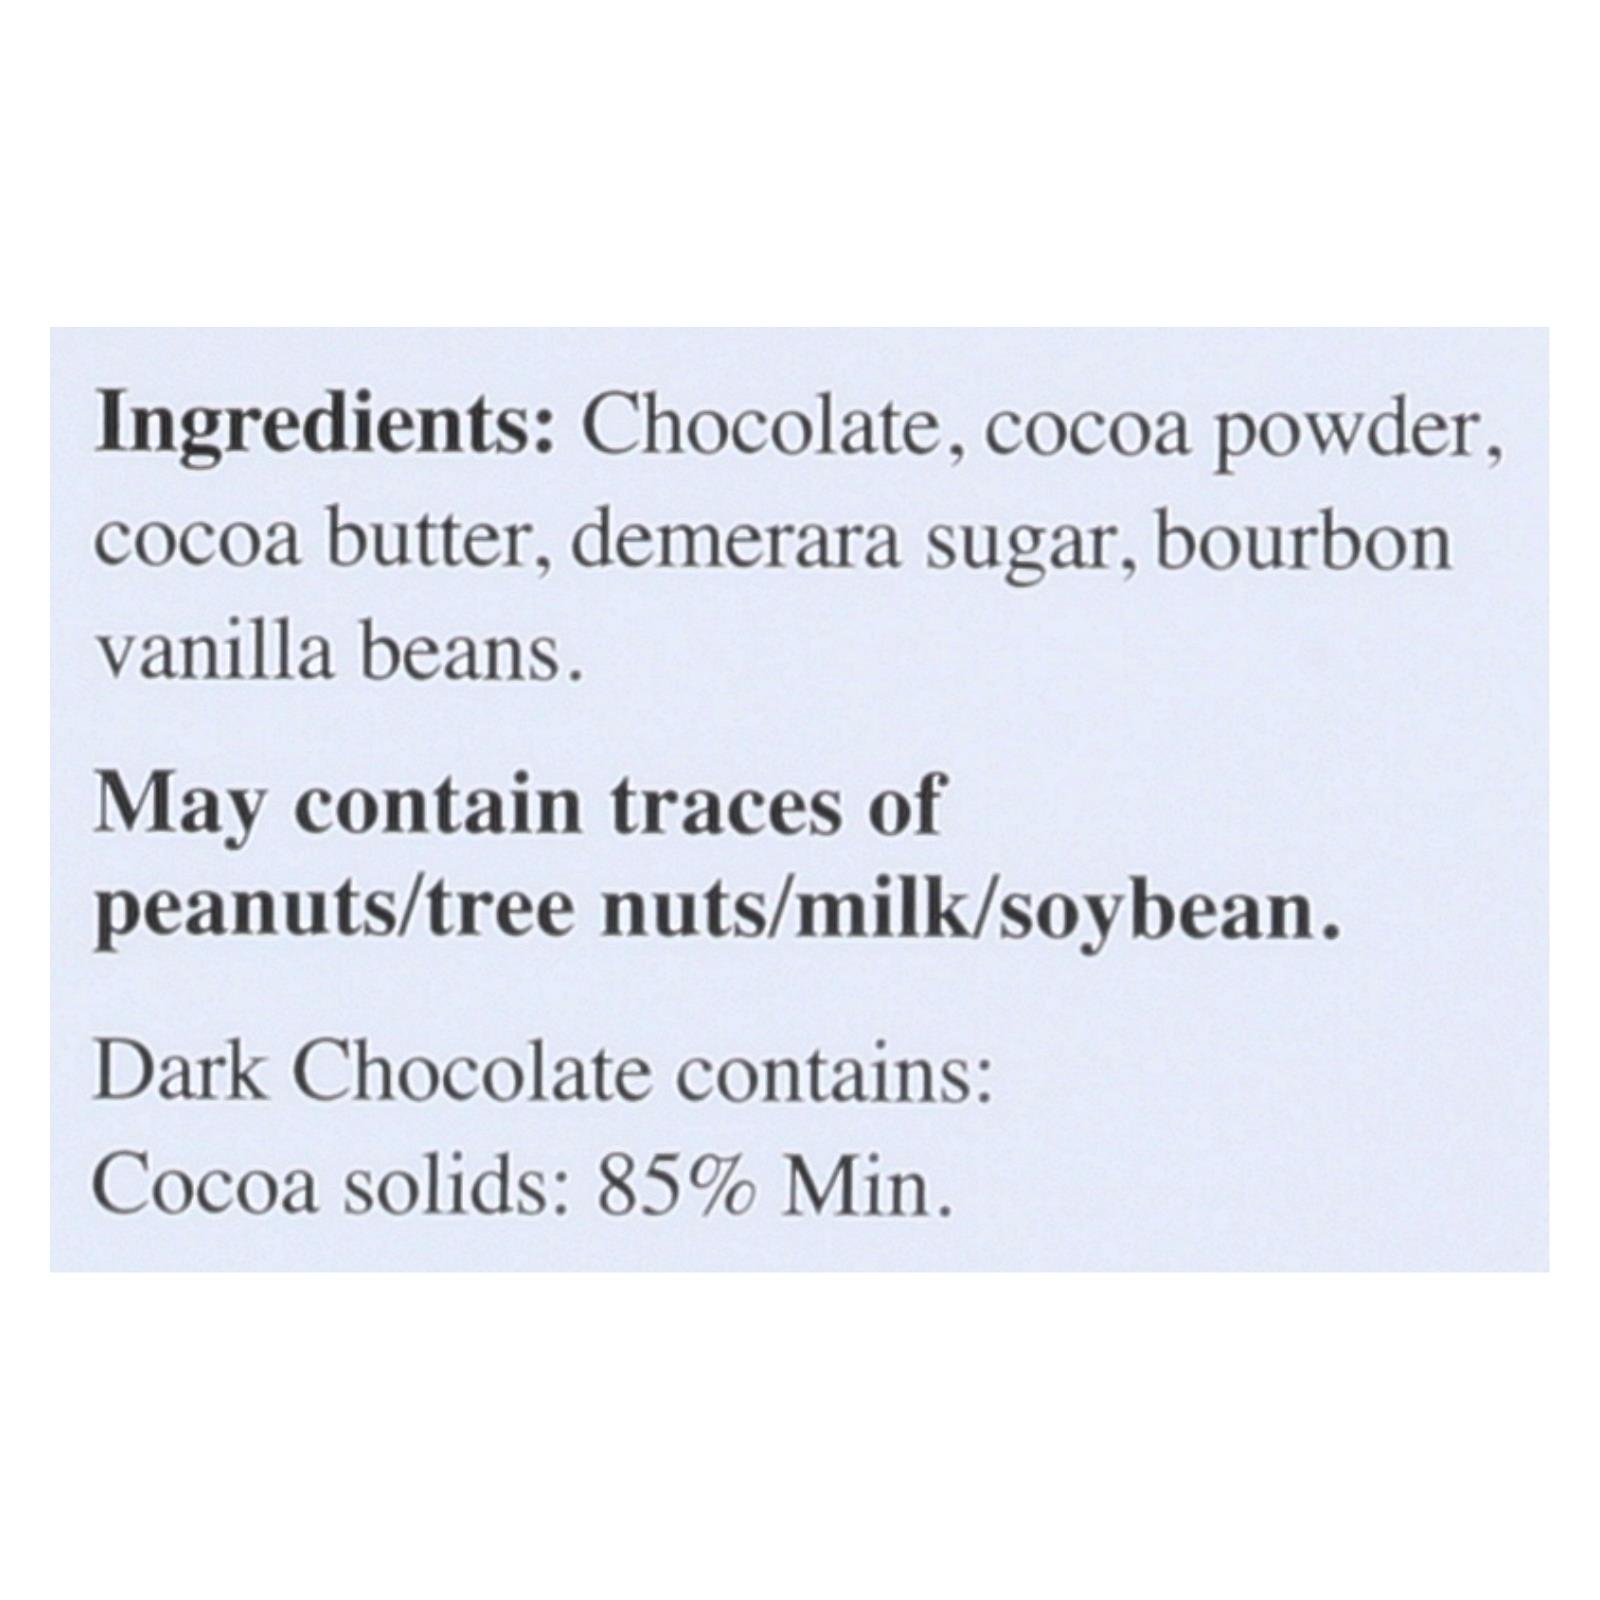 Ingredients: Chocolate, cocoa powder,
cocoa butter, demerara sugar, bourbon
vanilla beans.
May contain traces of
peanuts/tree nuts/milk/soybean.
Dark Chocolate contains:
Cocoa solids: 85% Min.